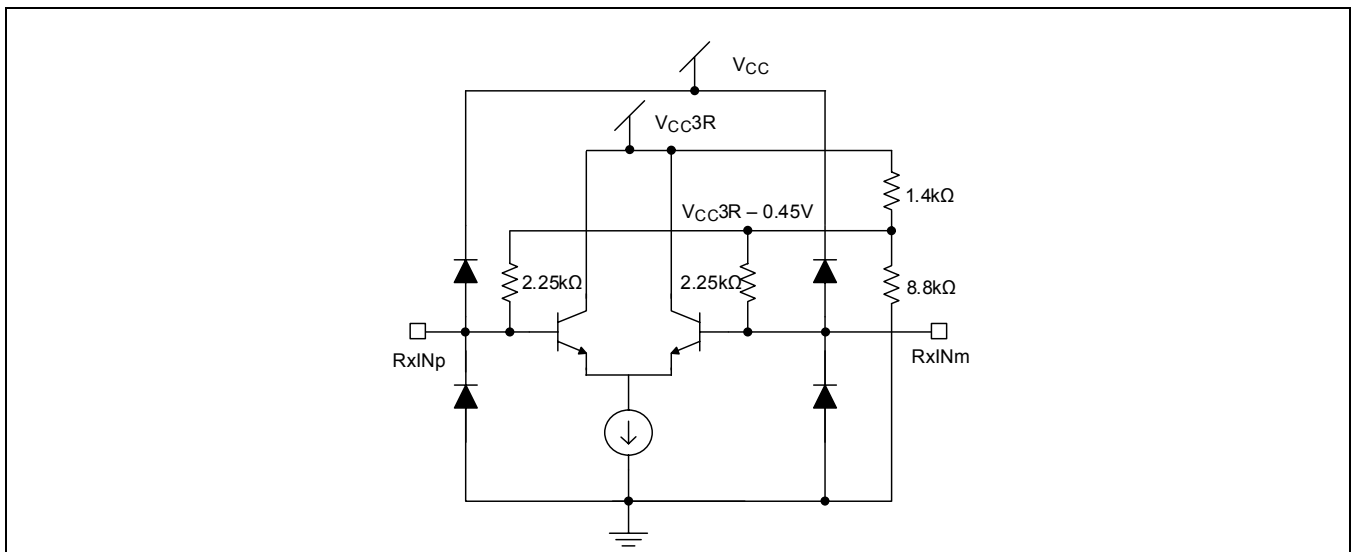 VCC
VCC3R
1.4kΩ
VCC3R – 0.45V
2.25kΩ
2.25kΩ
8.8kΩ
RxINp
RxINm